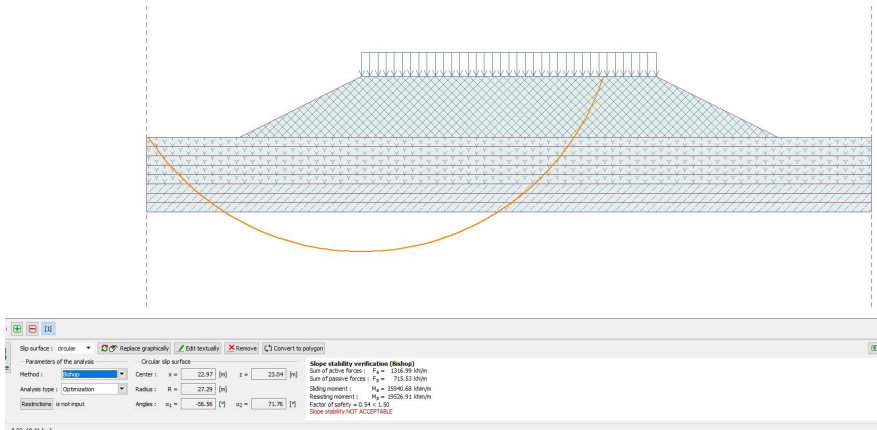 [1]
Slip surface : circular Replace graphically Edit textually Remove Convert to polygon
Parameters of the analysis Circular slip surface
Method : Bishop Center : x = 22.97 [m] z = 23.04 [m]
Analysis type : Optimization Radius : R = 27.29 [m]
Restrictions is not input Angles : α1 = -56.56 [°] α2 = 71.76 [°]
Slope stability verification (Bishop)
Sum of active forces : Fa = 1316.99 kN/m
Sum of passive forces : Fp = 715.53 kN/m
Sliding moment : Ma = 35940.68 kNm/m
Resisting moment : Mp = 19526.91 kNm/m
Factor of safety = 0.54 < 1.50
Slope stability NOT ACCEPTABLE